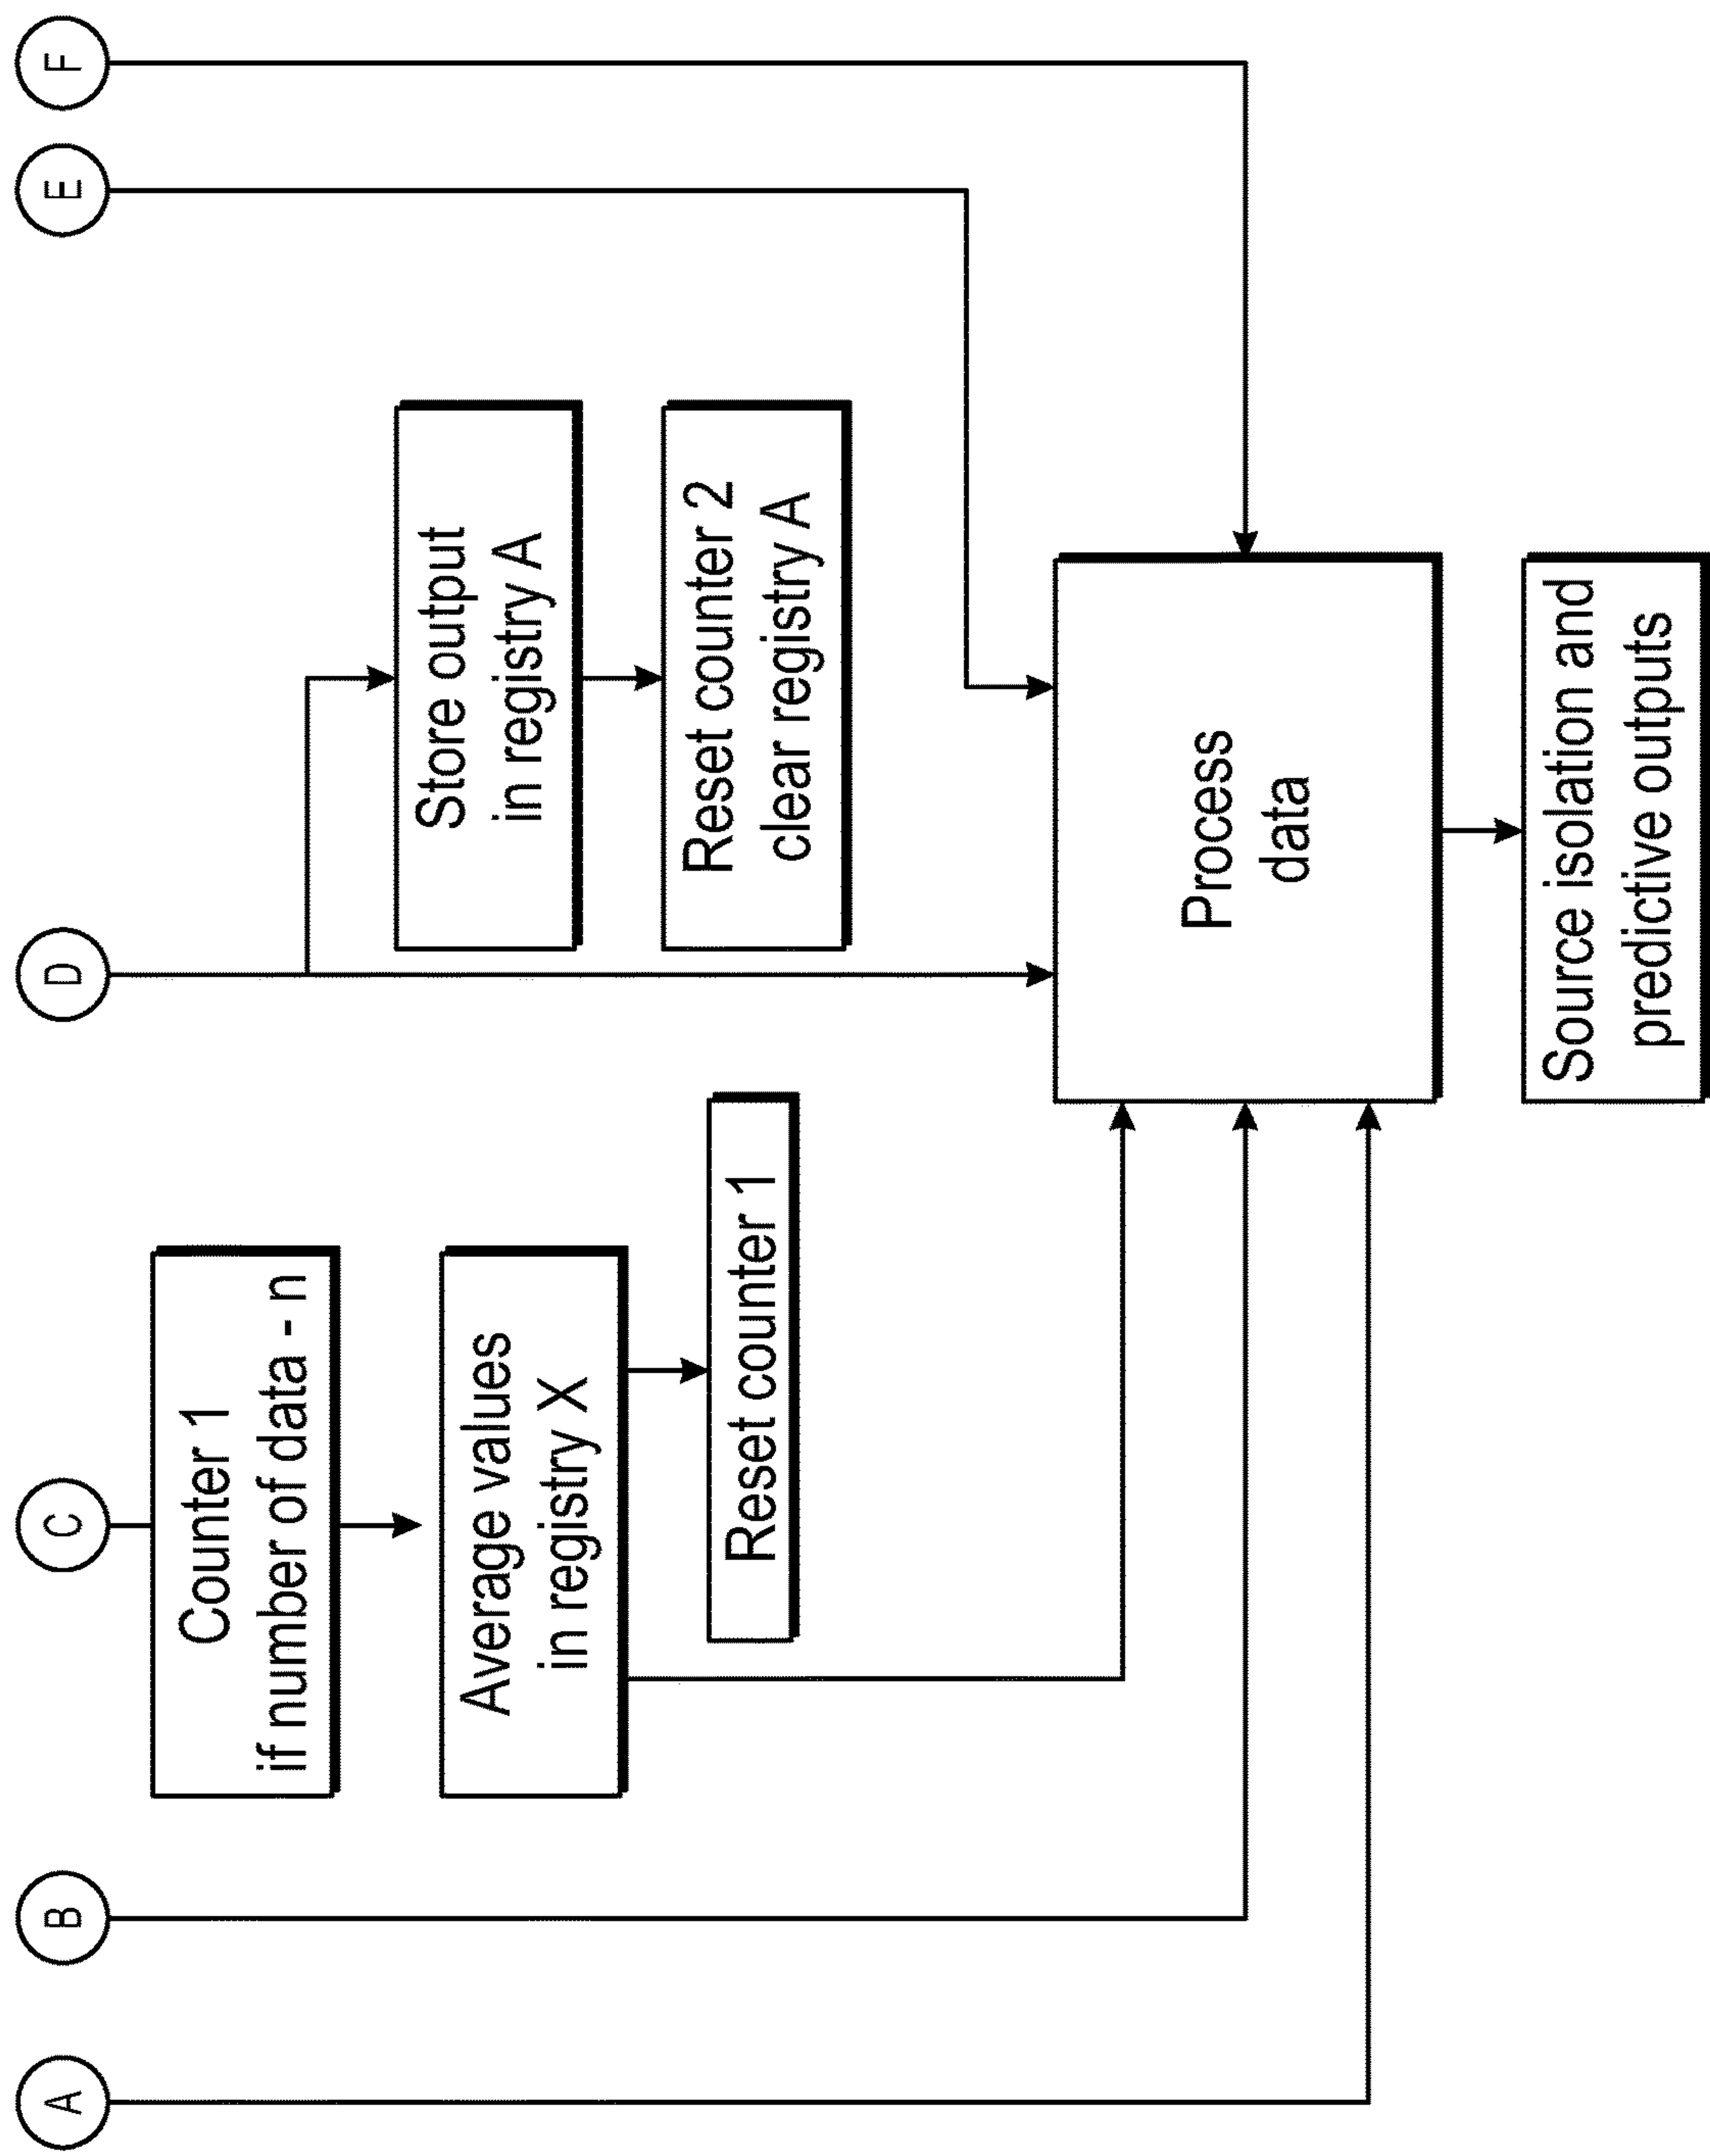 A
B
C
D
E
F
Counter 1
if number of data - n
Average values
in registry X
Reset counter 1
Store output
in registry A
Reset counter 2
clear registry A
Process
data
Source isolation and
predictive outputs